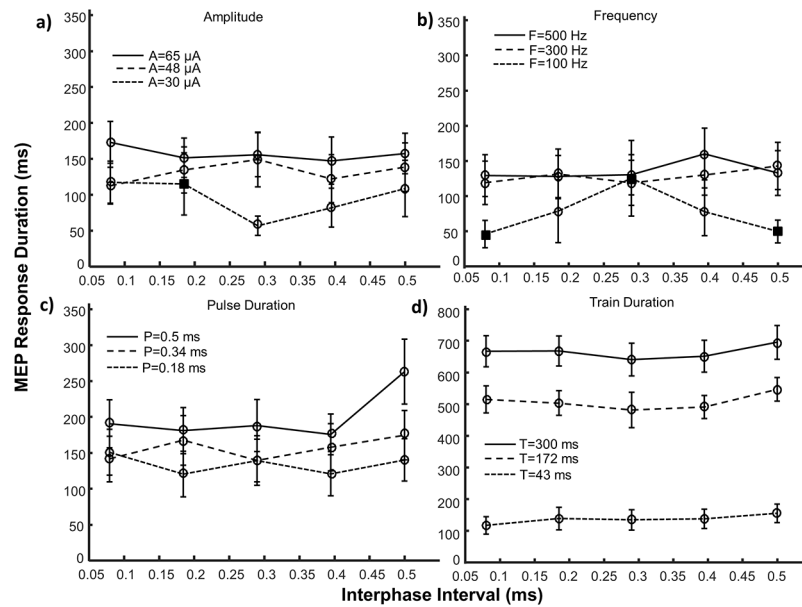 a)
Amplitude
350
300
250
200
150
100
50
0
A=65 µA
A=48 µA
A=30 µA
0.05 0.1 0.15 0.2 0.25 0.3 0.35 0.4 0.45 0.5
b)
Frequency
350
300
250
200
150
100
50
0
F=500 Hz
F=300 Hz
F=100 Hz
0.05 0.1 0.15 0.2 0.25 0.3 0.35 0.4 0.45 0.5
MEP Response Duration (ms)
c)
Pulse Duration
350
300
250
200
150
100
50
0
P=0.5 ms
P=0.34 ms
P=0.18 ms
0.05 0.1 0.15 0.2 0.25 0.3 0.35 0.4 0.45 0.5
d)
Train Duration
800
700
600
500
400
300
200
100
0
T=300 ms
T=172 ms
T=43 ms
0.05 0.1 0.15 0.2 0.25 0.3 0.35 0.4 0.45 0.5
Interphase Interval (ms)